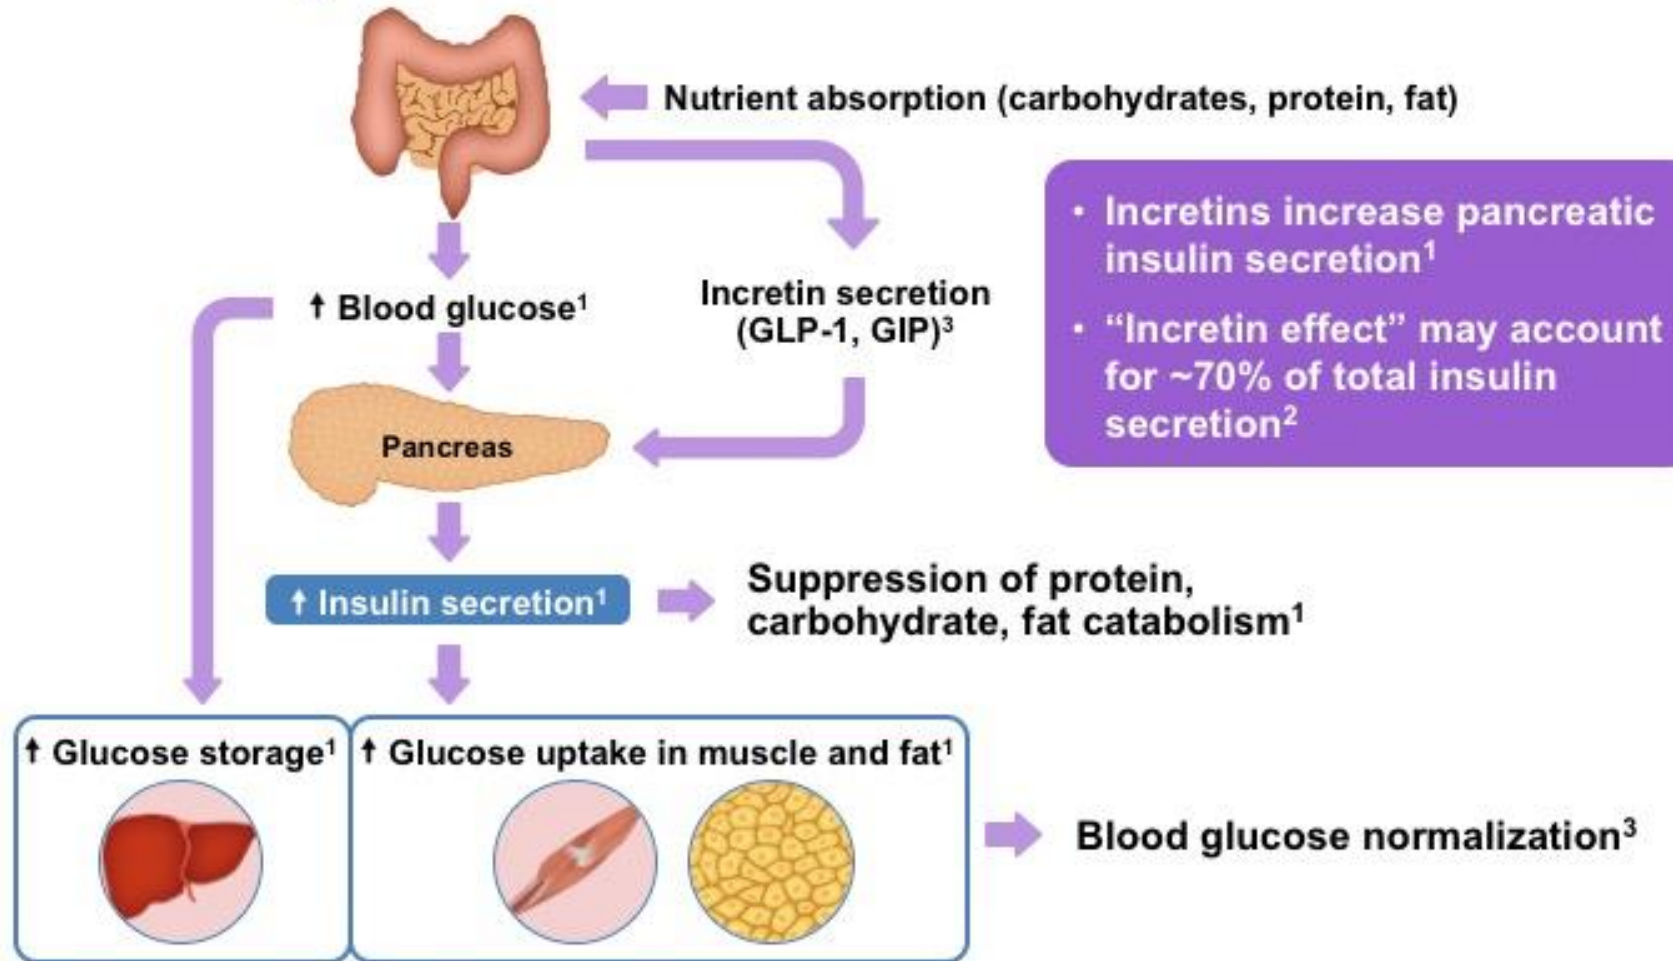 Nutrient absorption (carbohydrates, protein, fat)
• Incretins increase pancreatic
insulin secretion¹
• “Incretin effect” may account
for ~70% of total insulin
secretion²
↑ Blood glucose¹
Incretin secretion
(GLP-1, GIP)³
Pancreas
↑ Insulin secretion¹
Suppression of protein,
carbohydrate, fat catabolism¹
↑ Glucose storage¹
↑ Glucose uptake in muscle and fat¹
Blood glucose normalization³